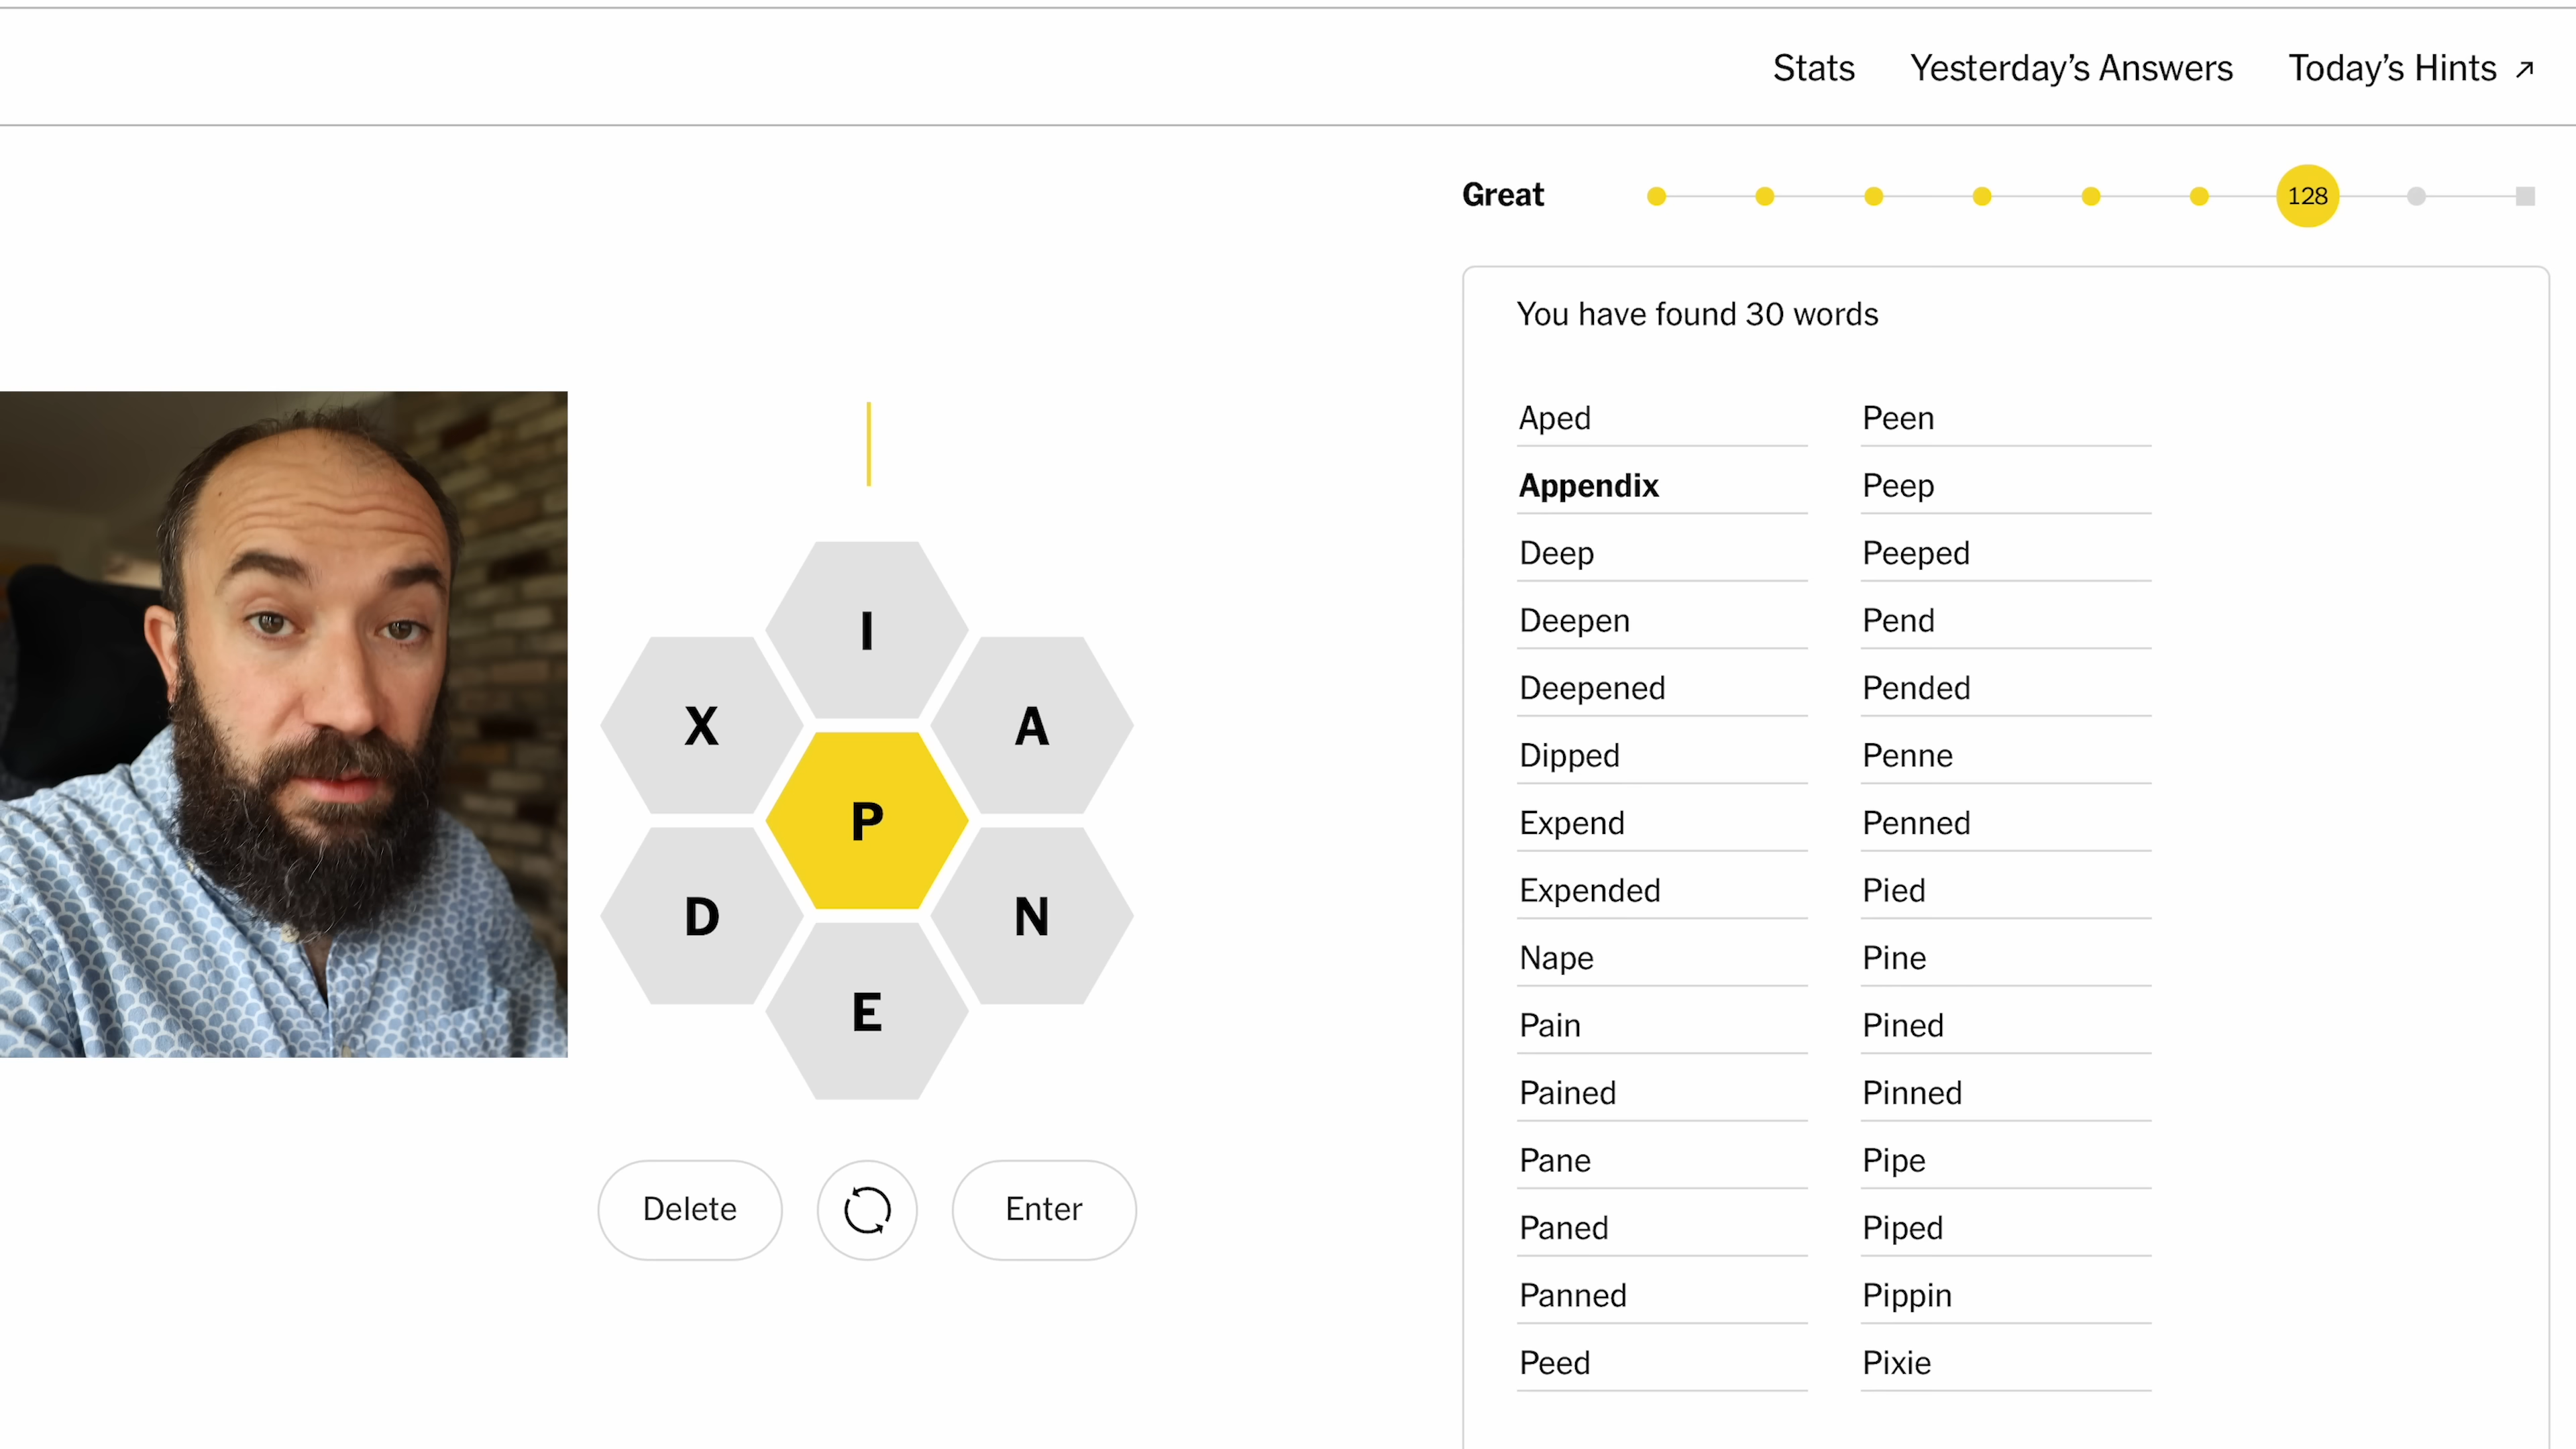 Stats Yesterday’s Answers Today’s Hints ↗
Great
128
You have found 30 words
Aped
Appendix
Deep
Deepen
Deepened
Dipped
Expend
Expended
Nape
Pain
Pained
Pane
Paned
Panned
Peed
Peen
Peep
Peeped
Pend
Pended
Penne
Penned
Pied
Pine
Pined
Pinned
Pipe
Piped
Pippin
Pixie
I
X
A
P
D
N
E
Delete
Enter